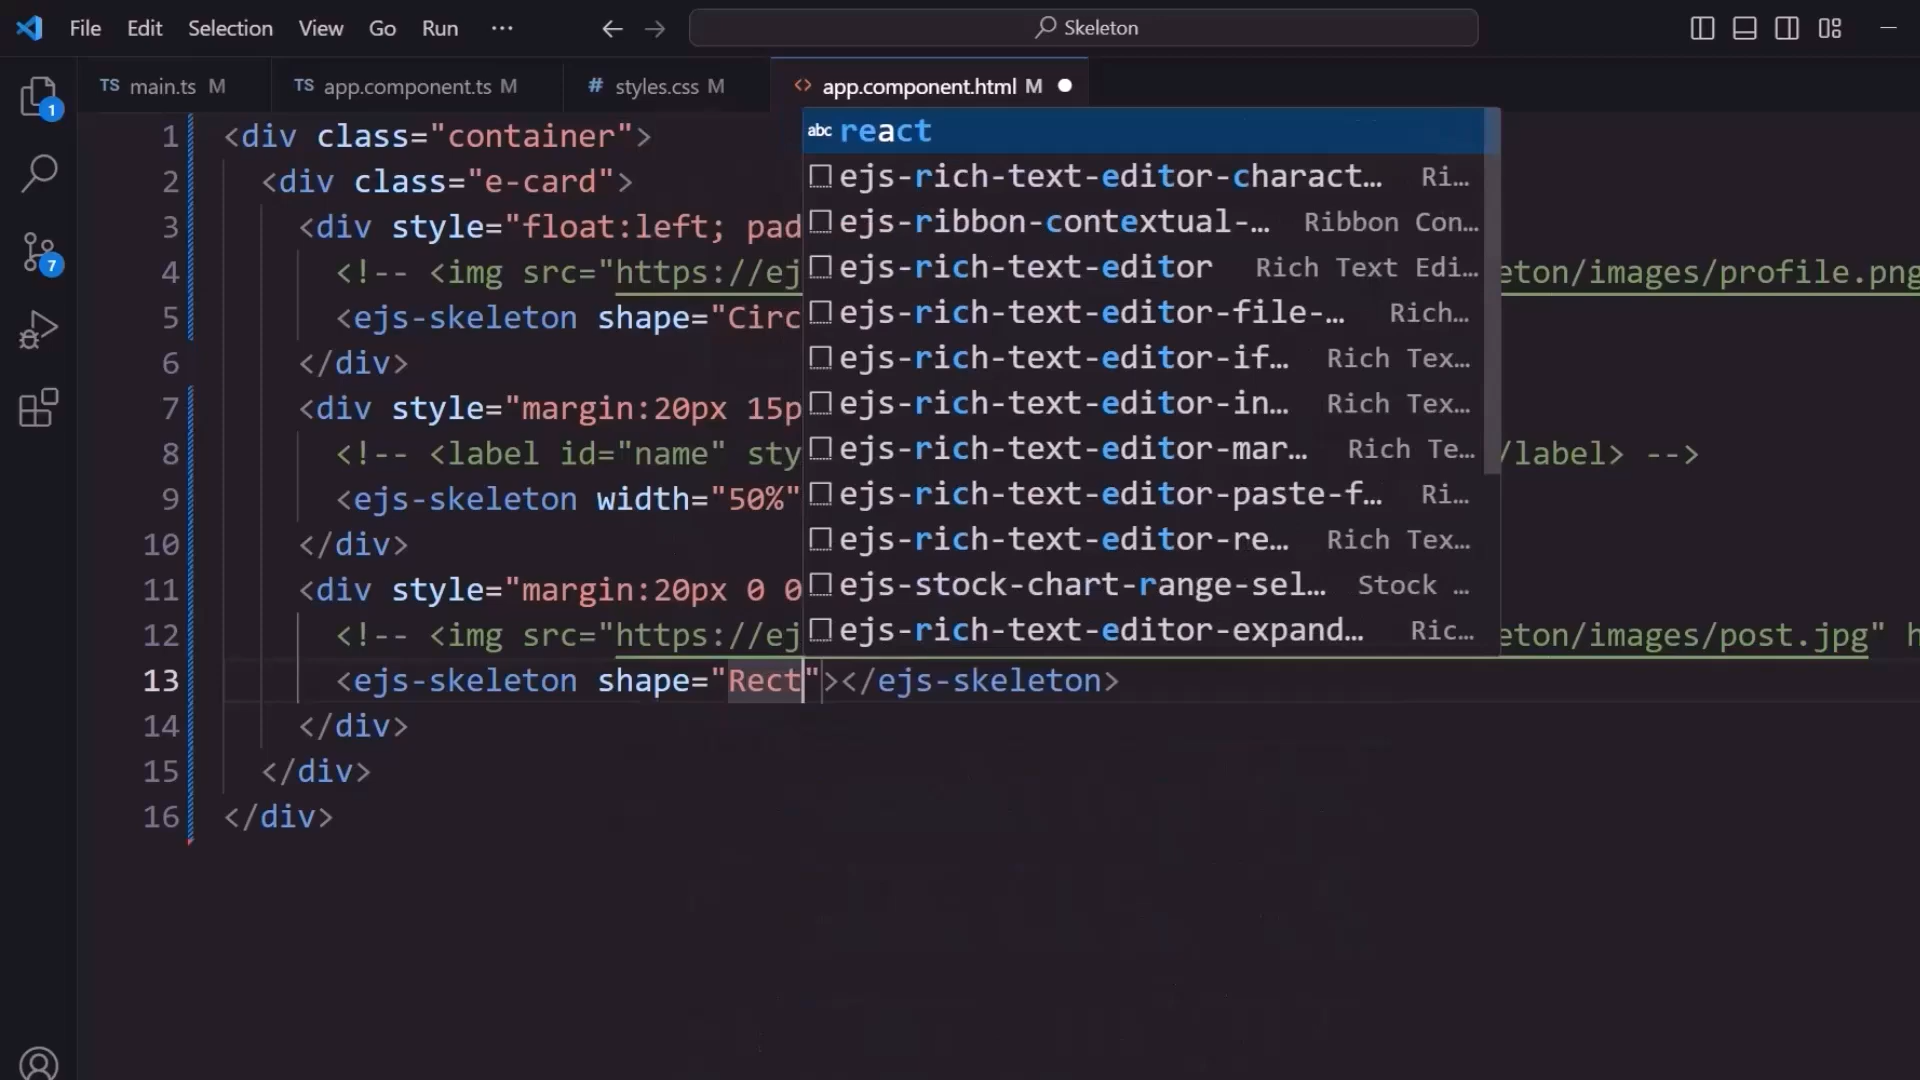 File Edit Selection View Go Run ··· Skeleton
1
7
TS main.ts M
TS app.component.ts M
# styles.css M
<> app.component.html M
1 <div class="container">
2 <div class="e-card">
3 <div style="float:left; pad
4 <!-- <img src="https://ej eton/images/profile.png
5 <ejs-skeleton shape="Circ
6 </div>
7 <div style="margin:20px 15p
8 <!-- <label id="name" sty /label> -->
9 <ejs-skeleton width="50%"
10 </div>
11 <div style="margin:20px 0 0
12 <!-- <img src="https://ej eton/images/post.jpg" h
13 <ejs-skeleton shape="Rect"></ejs-skeleton>
14 </div>
15 </div>
16 </div>
abc react
ejs-rich-text-editor-charact… Ri…
ejs-ribbon-contextual-… Ribbon Con…
ejs-rich-text-editor Rich Text Edi…
ejs-rich-text-editor-file-… Rich…
ejs-rich-text-editor-if… Rich Tex…
ejs-rich-text-editor-in… Rich Tex…
ejs-rich-text-editor-mar… Rich Te…
ejs-rich-text-editor-paste-f… Ri…
ejs-rich-text-editor-re… Rich Tex…
ejs-stock-chart-range-sel… Stock …
ejs-rich-text-editor-expand… Ric…